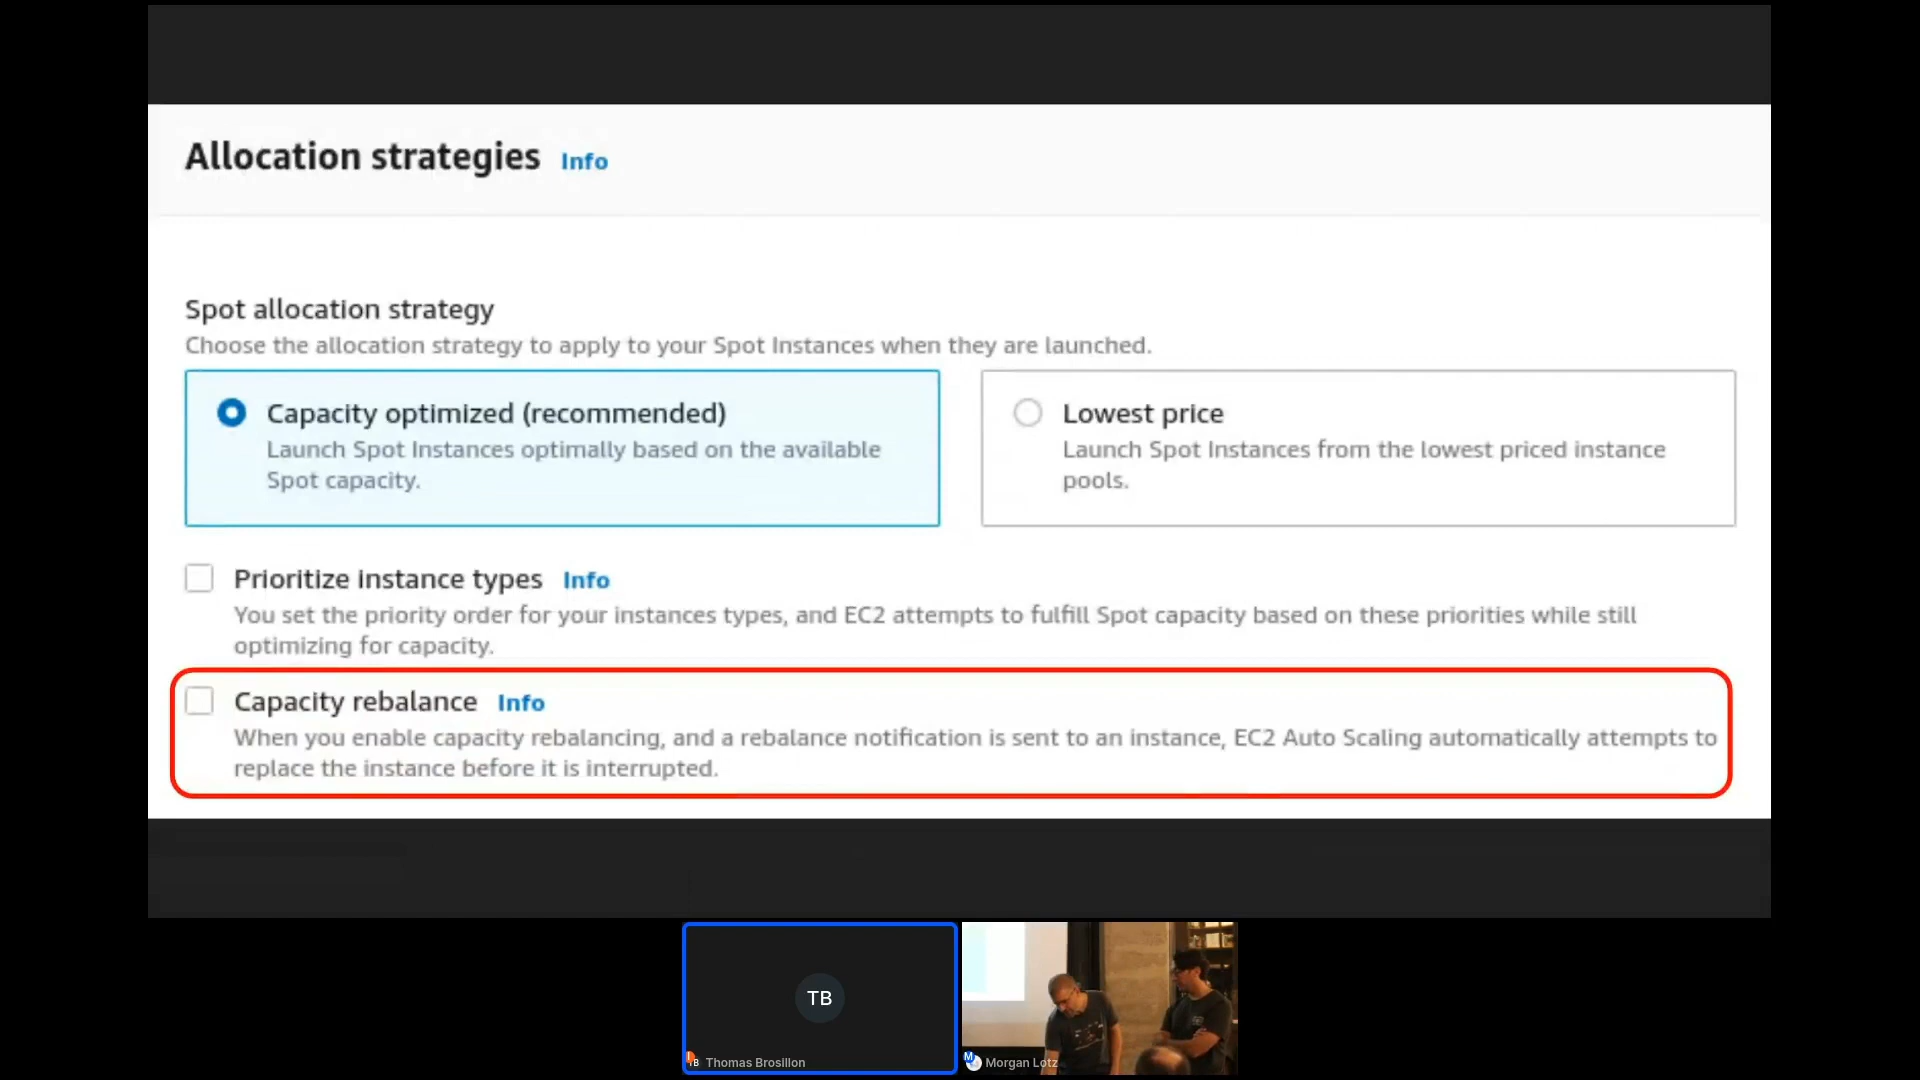 Allocation strategies Info
Spot allocation strategy
Choose the allocation strategy to apply to your Spot Instances when they are launched.
Capacity optimized (recommended)
Launch Spot Instances optimally based on the available
Spot capacity.
Lowest price
Launch Spot Instances from the lowest priced instance
pools.
Prioritize instance types Info
You set the priority order for your instances types, and EC2 attempts to fulfill Spot capacity based on these priorities while still
optimizing for capacity.
Capacity rebalance Info
When you enable capacity rebalancing, and a rebalance notification is sent to an instance, EC2 Auto Scaling automatically attempts to
replace the instance before it is interrupted.
TB
Thomas Brosillon
M
Morgan Lotz